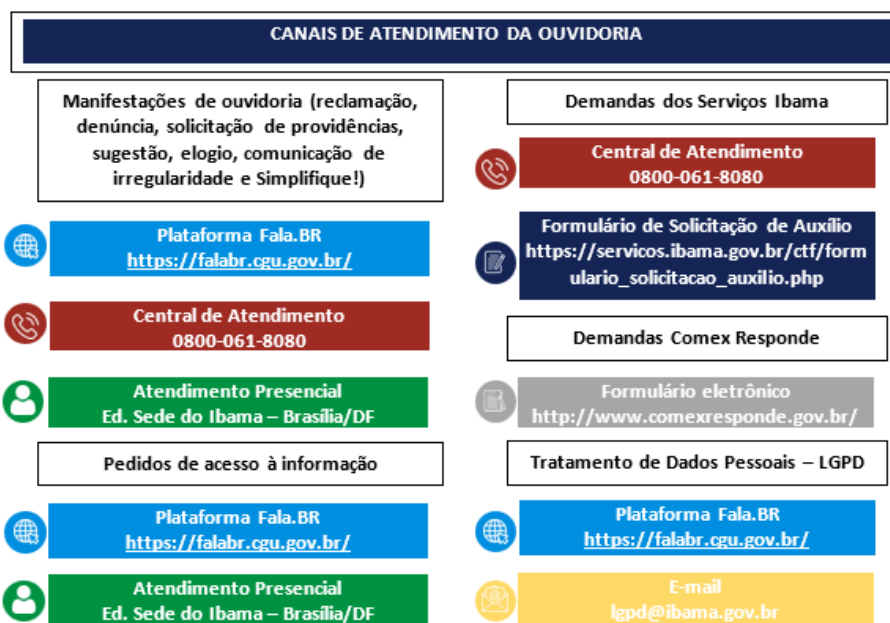 CANAIS DE ATENDIMENTO DA OUVIDORIA
Manifestações de ouvidoria (reclamação,
denúncia, solicitação de providências,
sugestão, elogio, comunicação de
irregularidade e Simplifique!)
Plataforma Fala.BR
https://falabr.cgu.gov.br/
Central de Atendimento
0800-061-8080
Atendimento Presencial
Ed. Sede do Ibama – Brasília/DF
Pedidos de acesso à informação
Plataforma Fala.BR
https://falabr.cgu.gov.br/
Atendimento Presencial
Ed. Sede do Ibama – Brasília/DF
Demandas dos Serviços Ibama
Central de Atendimento
0800-061-8080
Formulário de Solicitação de Auxílio
https://servicos.ibama.gov.br/ctf/form
ulario_solicitacao_auxilio.php
Demandas Comex Responde
Formulário eletrônico
http://www.comexresponde.gov.br/
Tratamento de Dados Pessoais – LGPD
Plataforma Fala.BR
https://falabr.cgu.gov.br/
E-mail
lgpd@ibama.gov.br